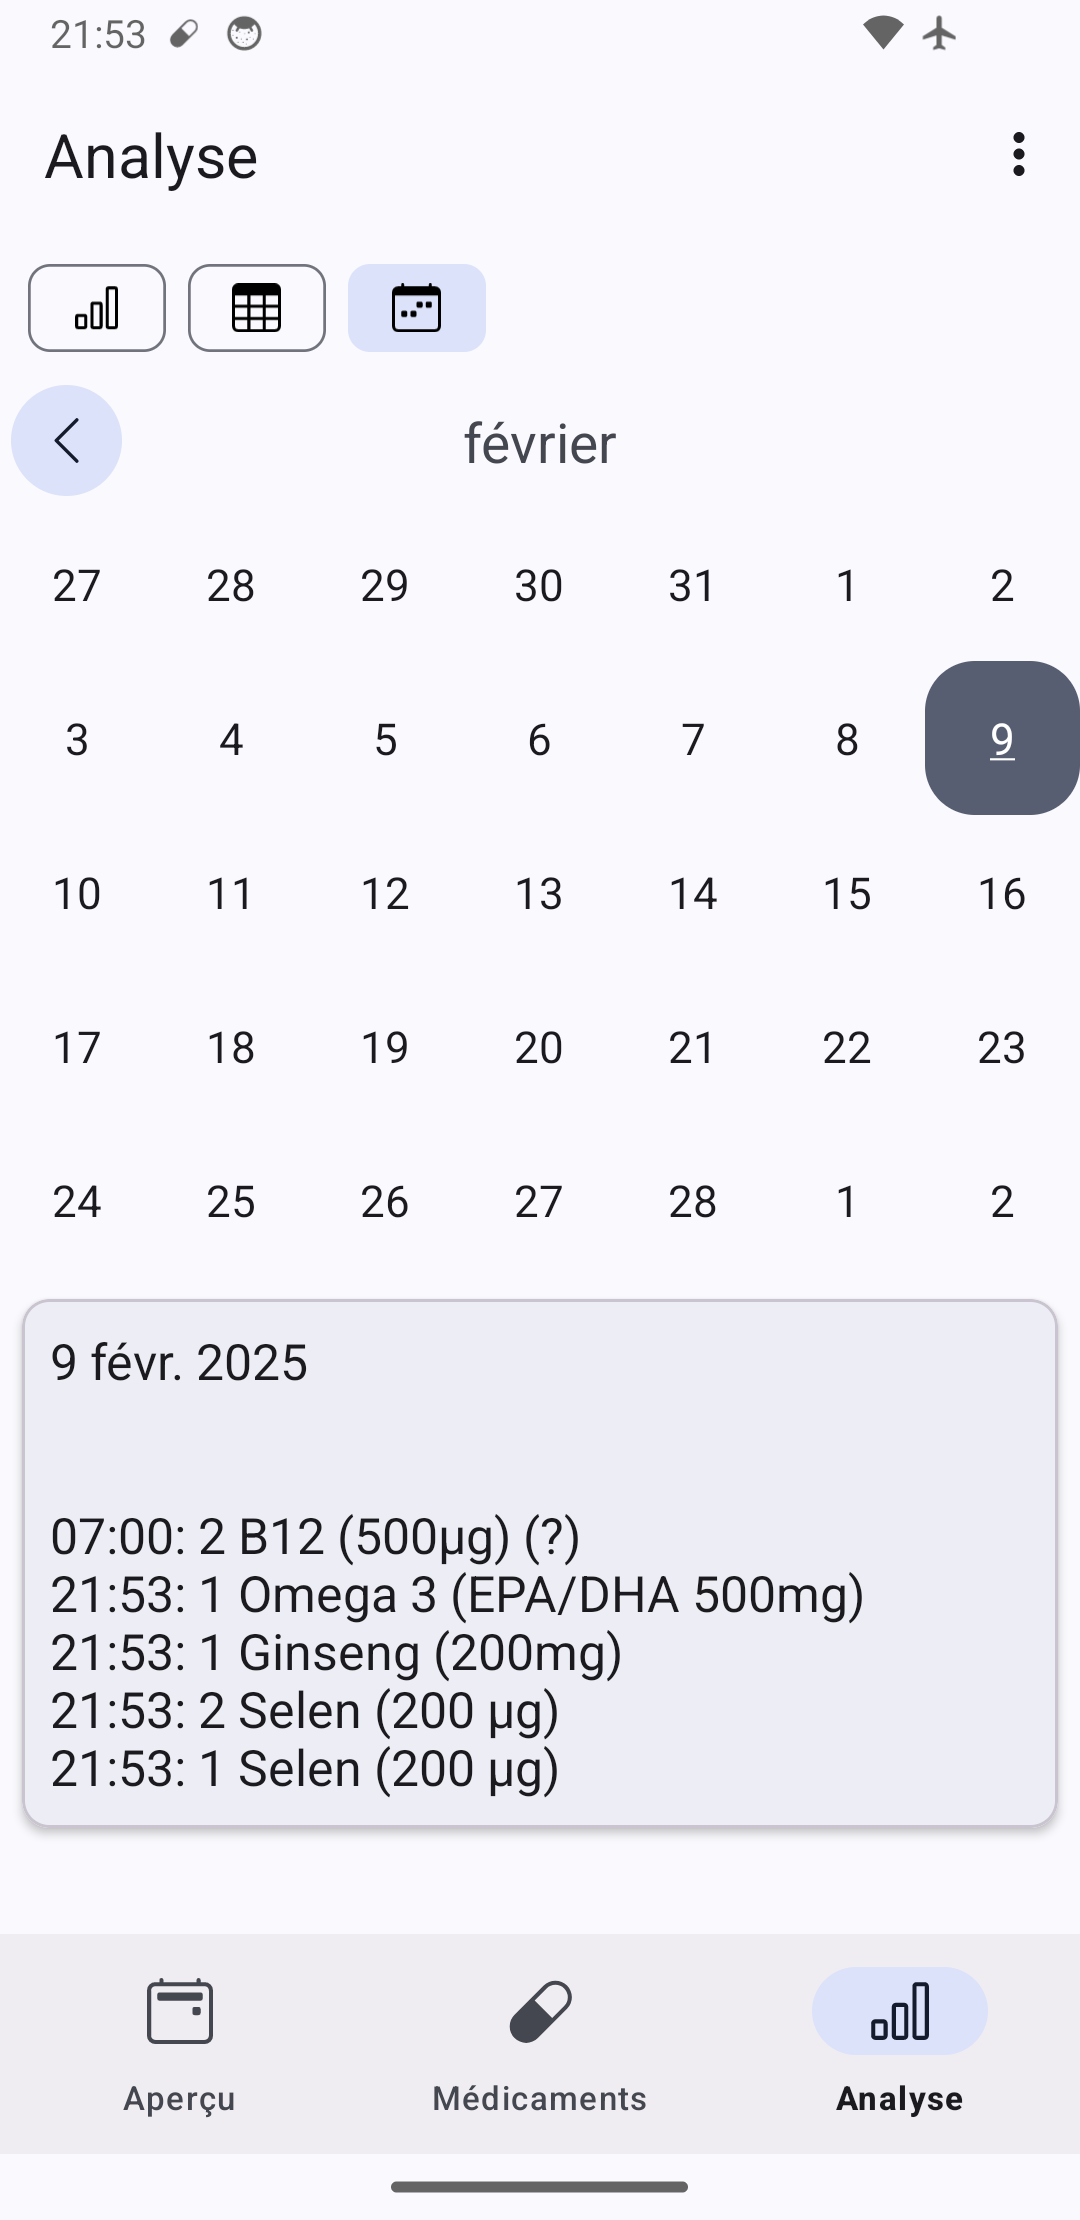 21:53
Analyse
février
27 28 29 30 31 1 2
3 4 5 6 7 8 9
10 11 12 13 14 15 16
17 18 19 20 21 22 23
24 25 26 27 28 1 2
9 févr. 2025
07:00: 2 B12 (500µg) (?)
21:53: 1 Omega 3 (EPA/DHA 500mg)
21:53: 1 Ginseng (200mg)
21:53: 2 Selen (200 µg)
21:53: 1 Selen (200 µg)
Aperçu Médicaments Analyse